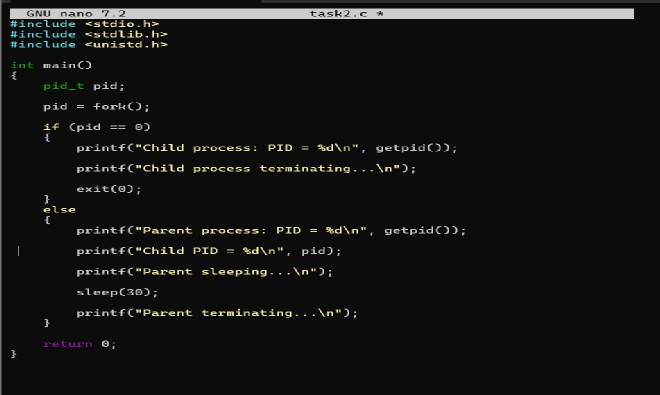 GNU nano 7.2 task2.c *
#include <stdio.h>
#include <stdlib.h>
#include <unistd.h>
int main()
{
pid_t pid;
pid = fork();
if (pid == 0)
{
printf("Child process: PID = %d\n", getpid());
printf("Child process terminating...\n");
exit(0);
}
else
{
printf("Parent process: PID = %d\n", getpid());
printf("Child PID = %d\n", pid);
printf("Parent sleeping...\n");
sleep(30);
printf("Parent terminating...\n");
}
return 0;
}